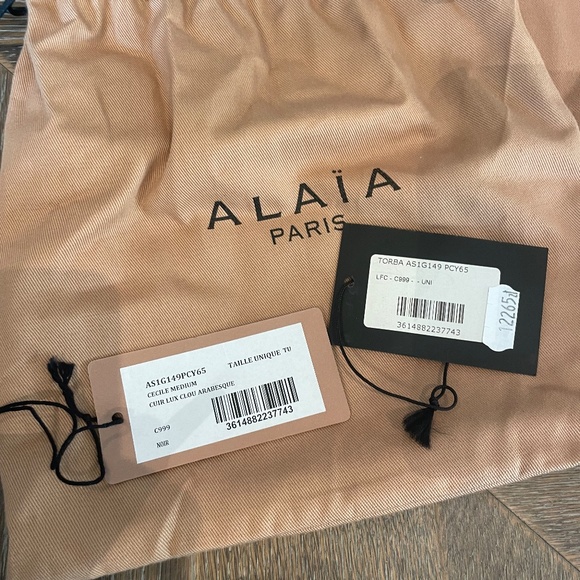 ALAÏA
PARIS
TORBA AS1G149 PCY65
LFC - C999 - - UNI
3614882237743
12265zł
AS1G149PCY65 TAILLE UNIQUE TU
CECILE MEDIUM
CUIR LUX CLOU ARABESQUE
C999
3614882237743
NOIR